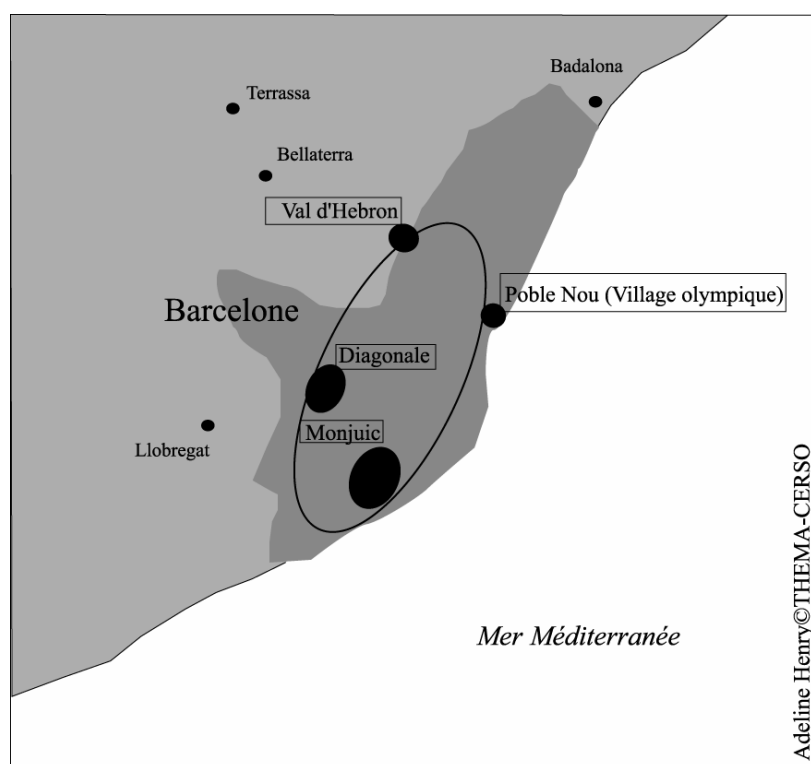 Badalona
Terrassa
Bellaterra
Val d'Hebron
Poble Nou (Village olympique)
Barcelone
Diagonale
Monjuic
Llobregat
Mer Méditerranée
Adeline Henry©THEMA-CERSO